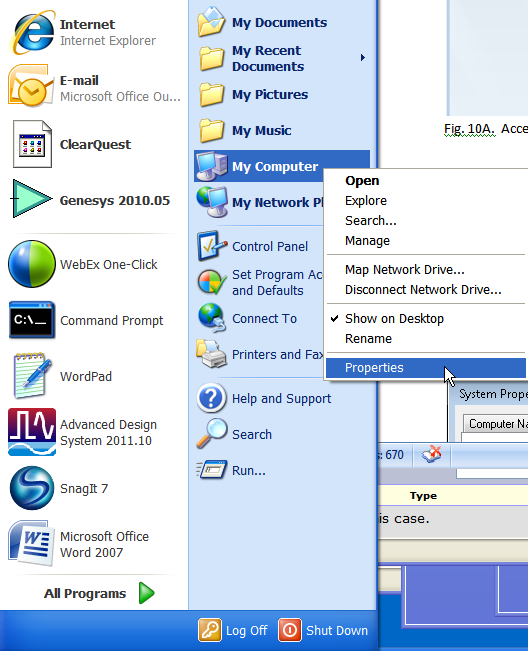 Internet
Internet Explorer
E-mail
Microsoft Office Ou...
ClearQuest
Genesys 2010.05
WebEx One-Click
C:\_
Command Prompt
WordPad
Advanced Design
System 2011.10
SnagIt 7
Microsoft Office
Word 2007
All Programs
My Documents
My Recent
Documents
My Pictures
My Music
My Computer
My Network Pl
Control Panel
Set Program Ac
and Defaults
Connect To
Printers and Fax
Help and Support
Search
Run...
Log Off
Shut Down
Open
Explore
Search...
Manage
Map Network Drive...
Disconnect Network Drive...
Show on Desktop
Rename
Properties
Fig. 10A. Acce
System Prope
Computer Na
s: 670
Type
is case.